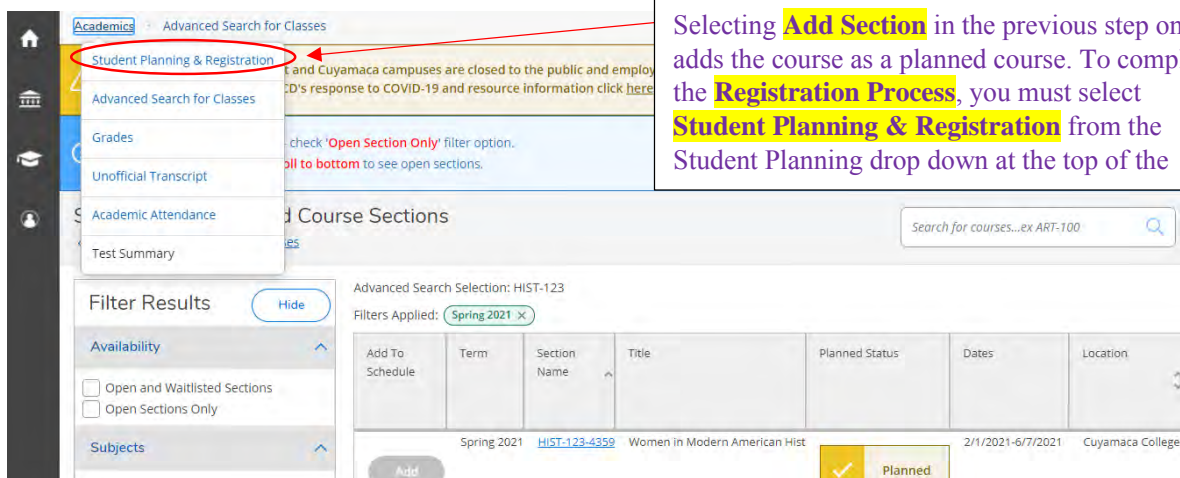 Academics · Advanced Search for Classes
Student Planning & Registration
Advanced Search for Classes
Grades
Unofficial Transcript
Academic Attendance
Test Summary
t and Cuyamaca campuses are closed to the public and employ
CD's response to COVID-19 and resource information click here
check 'Open Section Only' filter option.
oll to bottom to see open sections.
Selecting Add Section in the previous step on
adds the course as a planned course. To comp
the Registration Process, you must select
Student Planning & Registration from the
Student Planning drop down at the top of the
S d Course Sections
es
Search for courses...ex ART-100
Filter Results Hide
Availability
Open and Waitlisted Sections
Open Sections Only
Subjects
Advanced Search Selection: HIST-123
Filters Applied: Spring 2021 ×
Add To Schedule Term Section Name Title Planned Status Dates Location
Add Spring 2021 HIST-123-4359 Women in Modern American Hist Planned 2/1/2021-6/7/2021 Cuyamaca College